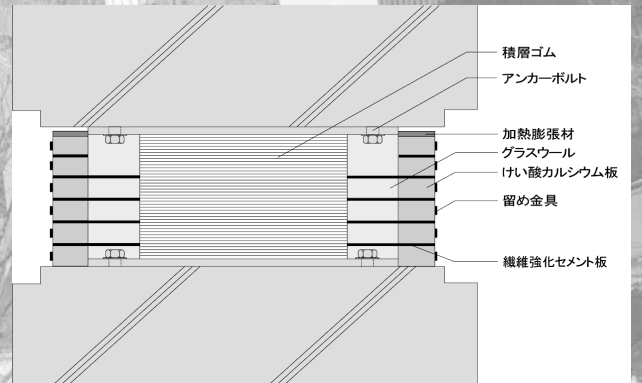 積層ゴム
アンカーボルト
加熱膨張材
グラスウール
けい酸カルシウム板
留め金具
繊維強化セメント板